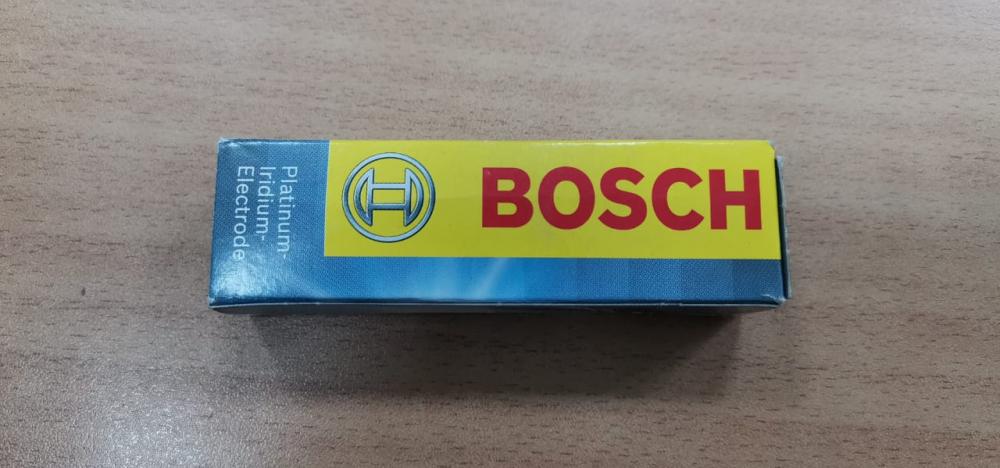 Platinum-
Iridium-
Electrode
BOSCH